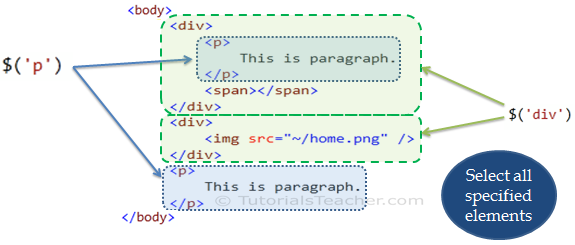 <body>
<div>
<p>
This is paragraph.
</p>
<span></span>
</div>
<div>
<img src="~/home.png" />
</div>
<p>
This is paragraph.
</p>
</body>
$('p')
$('div')
Select all
specified
elements
© TutorialsTeacher.com